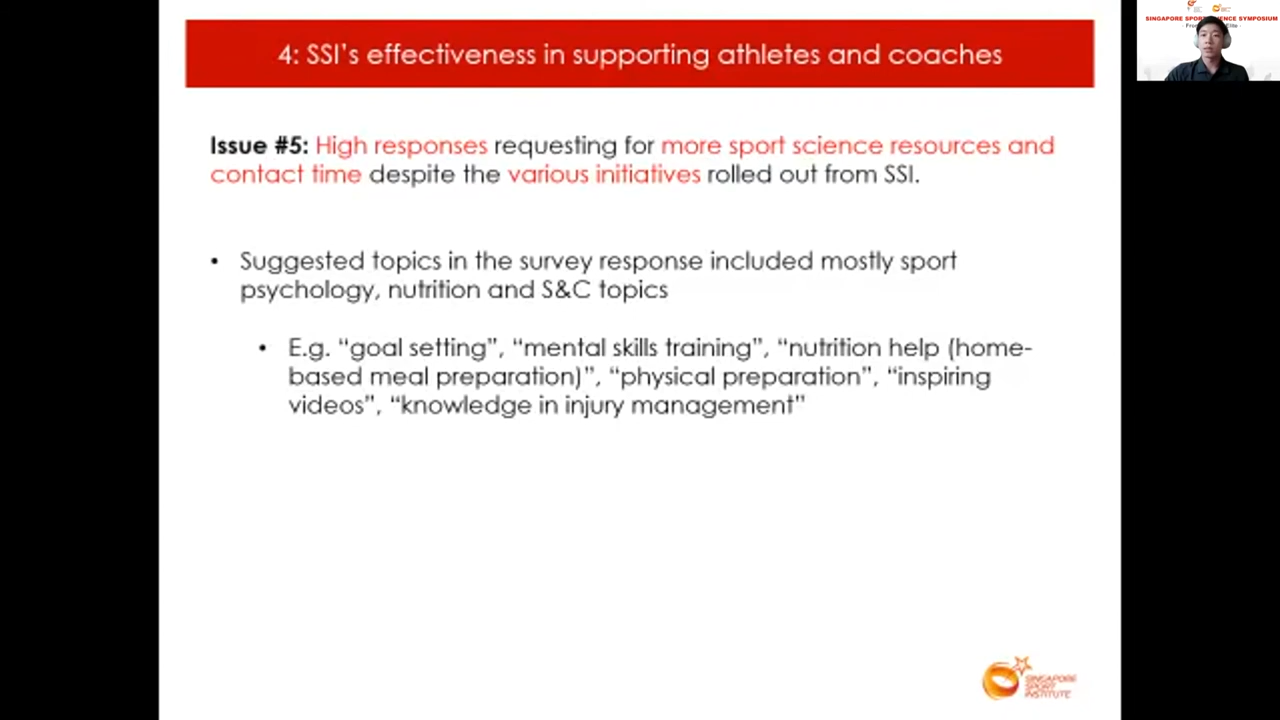 4: SSI's effectiveness in supporting athletes and coaches
Issue #5: High responses requesting for more sport science resources and
contact time despite the various initiatives rolled out from SSI.
• Suggested topics in the survey response included mostly sport
psychology, nutrition and S&C topics
• E.g. “goal setting”, “mental skills training”, “nutrition help (home-
based meal preparation)”, “physical preparation”, “inspiring
videos”, “knowledge in injury management”
SINGAPORE SPORT SCIENCE SYMPOSIUM
SINGAPORE
SPORT
INSTITUTE